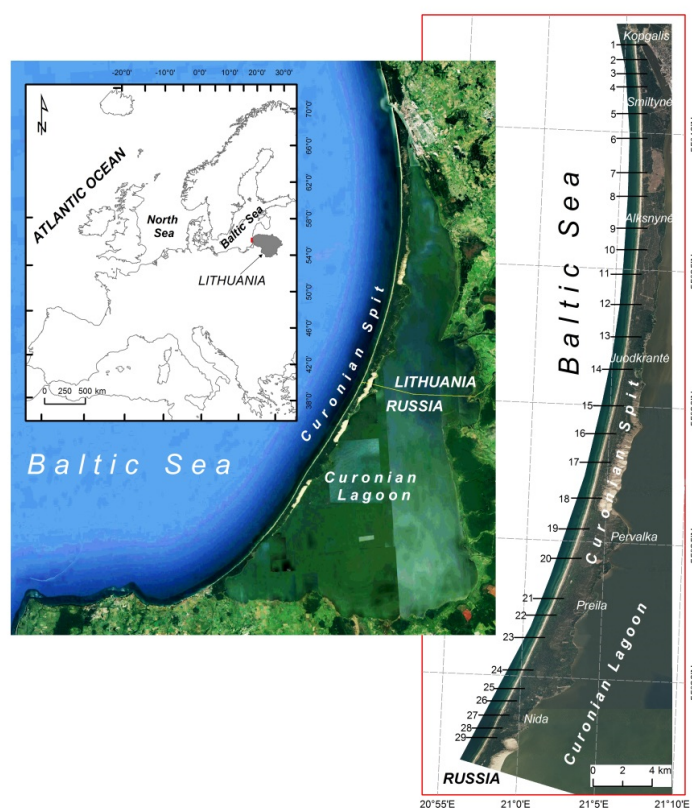 -20°0' -10°0' 0°0' 10°0' 20°0' 30°0'
N
70°0'
66°0'
62°0'
58°0'
54°0'
50°0'
46°0'
42°0'
38°0'
ATLANTIC OCEAN
North
Sea
Baltic Sea
LITHUANIA
0 250 500 km
Curonian Spit
LITHUANIA
RUSSIA
Baltic Sea
Curonian
Lagoon
Kopgalis
1
2
3
4
Smiltynė
5
6
7
8
Alksnynė
9
10
11
12
13
Juodkrantė
14
15
16
17
18
19
Pervalka
20
21
Preila
22
23
24
25
26
27
Nida
28
29
Baltic Sea
Curonian Spit
Curonian Lagoon
RUSSIA
0 2 4 km
20°55'E 21°0'E 21°5'E 21°10'E